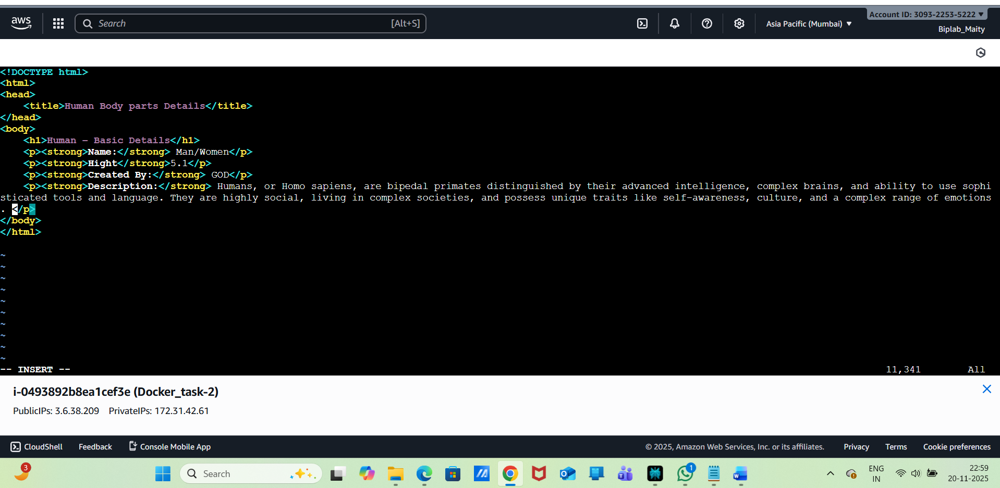 aws
Search [Alt+S]
Asia Pacific (Mumbai) ▼
Account ID: 3093-2253-5222 ▼
Biplab_Maity
<!DOCTYPE html>
<html>
<head>
    <title>Human Body parts Details</title>
</head>
<body>
    <h1>Human - Basic Details</h1>
    <p><strong>Name:</strong> Man/Women</p>
    <p><strong>Hight</strong>5.1</p>
    <p><strong>Created By:</strong> GOD</p>
    <p><strong>Description:</strong> Humans, or Homo sapiens, are bipedal primates distinguished by their advanced intelligence, complex brains, and ability to use sophi
sticated tools and language. They are highly social, living in complex societies, and possess unique traits like self-awareness, culture, and a complex range of emotions
. </p>
</body>
</html>
~
~
~
~
~
~
~
~
~
~
-- INSERT -- 11,341 All
i-0493892b8ea1cef3e (Docker_task-2)
PublicIPs: 3.6.38.209 PrivateIPs: 172.31.42.61
CloudShell Feedback Console Mobile App © 2025, Amazon Web Services, Inc. or its affiliates. Privacy Terms Cookie preferences
3
Search
1
ENG
IN
22:59
20-11-2025